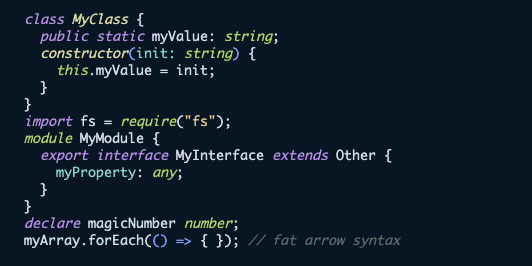 class MyClass {
  public static myValue: string;
  constructor(init: string) {
    this.myValue = init;
  }
}
import fs = require("fs");
module MyModule {
  export interface MyInterface extends Other {
    myProperty: any;
  }
}
declare magicNumber number;
myArray.forEach(() => { }); // fat arrow syntax